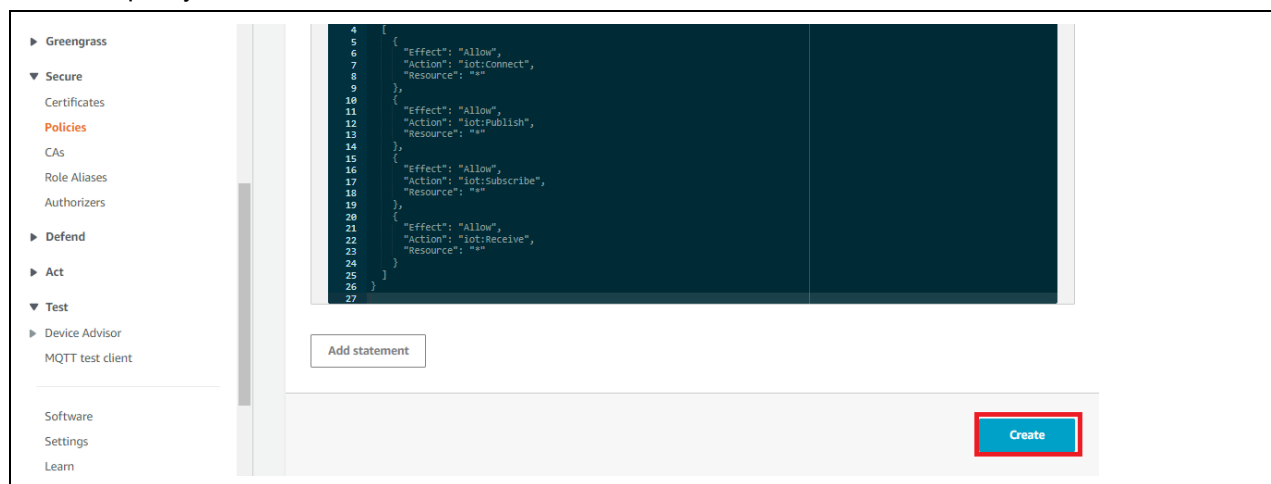 Greengrass
Secure
Certificates
Policies
CAs
Role Aliases
Authorizers
Defend
Act
Test
Device Advisor
MQTT test client
Software
Settings
Learn
4 [
5 {
6 "Effect": "Allow",
7 "Action": "iot:Connect",
8 "Resource": "*"
9 },
10 {
11 "Effect": "Allow",
12 "Action": "iot:Publish",
13 "Resource": "*"
14 },
15 {
16 "Effect": "Allow",
17 "Action": "iot:Subscribe",
18 "Resource": "*"
19 },
20 {
21 "Effect": "Allow",
22 "Action": "iot:Receive",
23 "Resource": "*"
24 }
25 ]
26 }
27
Add statement
Create